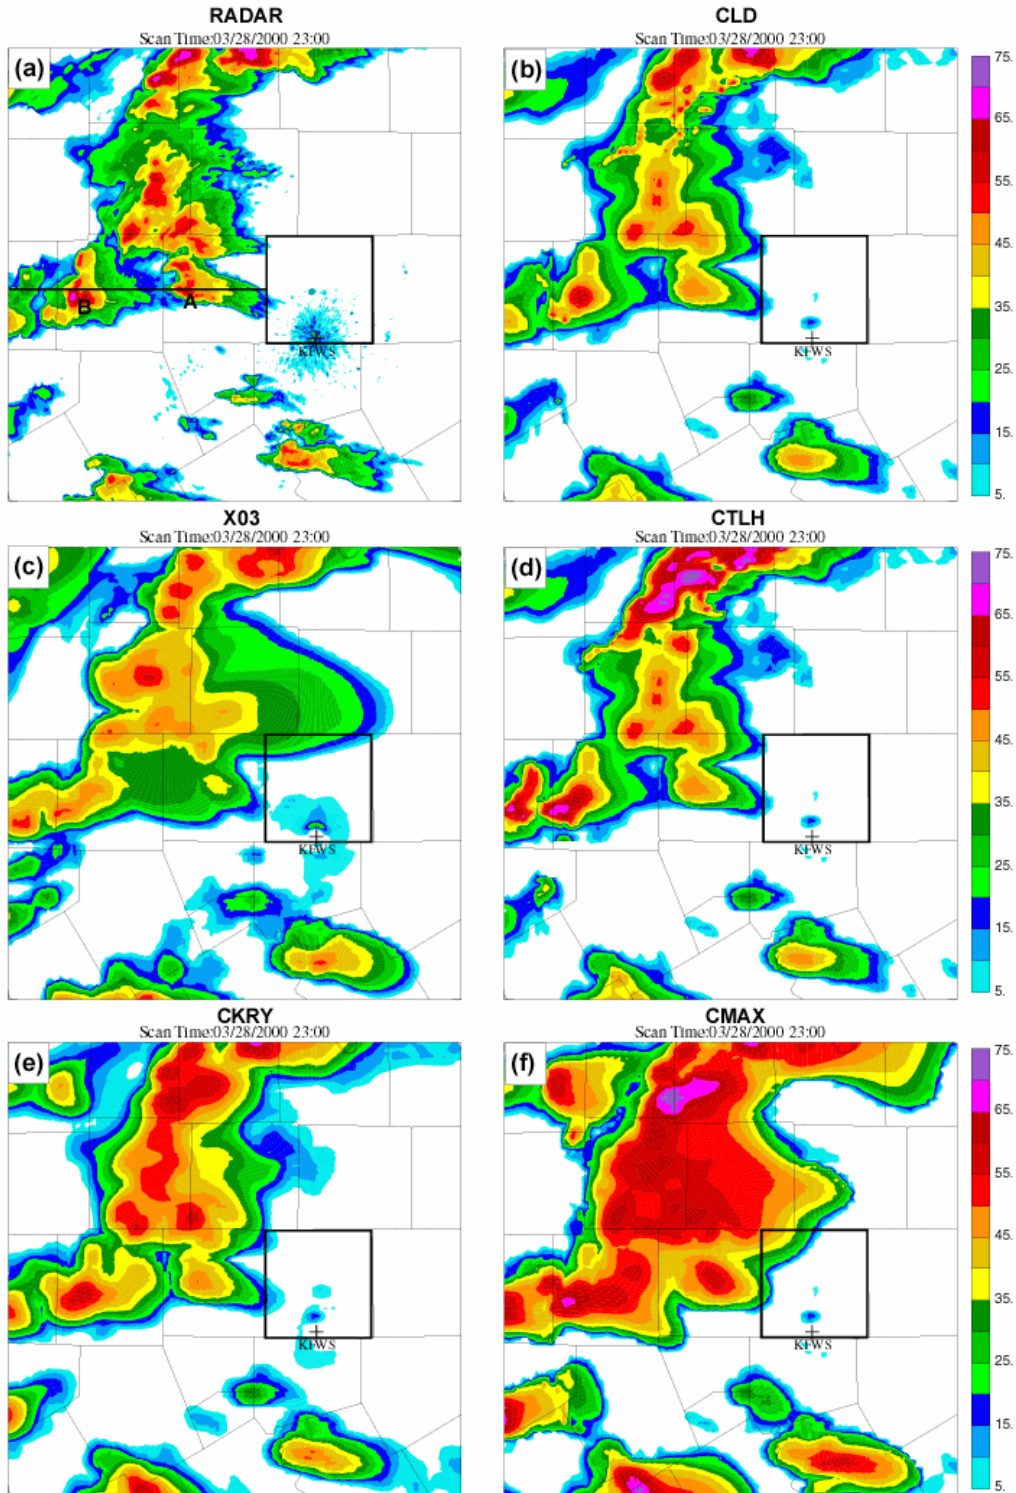 RADAR
Scan Time:03/28/2000 23:00
(a)
B
A
KFWS
CLD
Scan Time:03/28/2000 23:00
(b)
KFWS
75.
65.
55.
45.
35.
25.
15.
5.
X03
Scan Time:03/28/2000 23:00
(c)
KFWS
CTLH
Scan Time:03/28/2000 23:00
(d)
KFWS
75.
65.
55.
45.
35.
25.
15.
5.
CKRY
Scan Time:03/28/2000 23:00
(e)
KFWS
CMAX
Scan Time:03/28/2000 23:00
(f)
KFWS
75.
65.
55.
45.
35.
25.
15.
5.